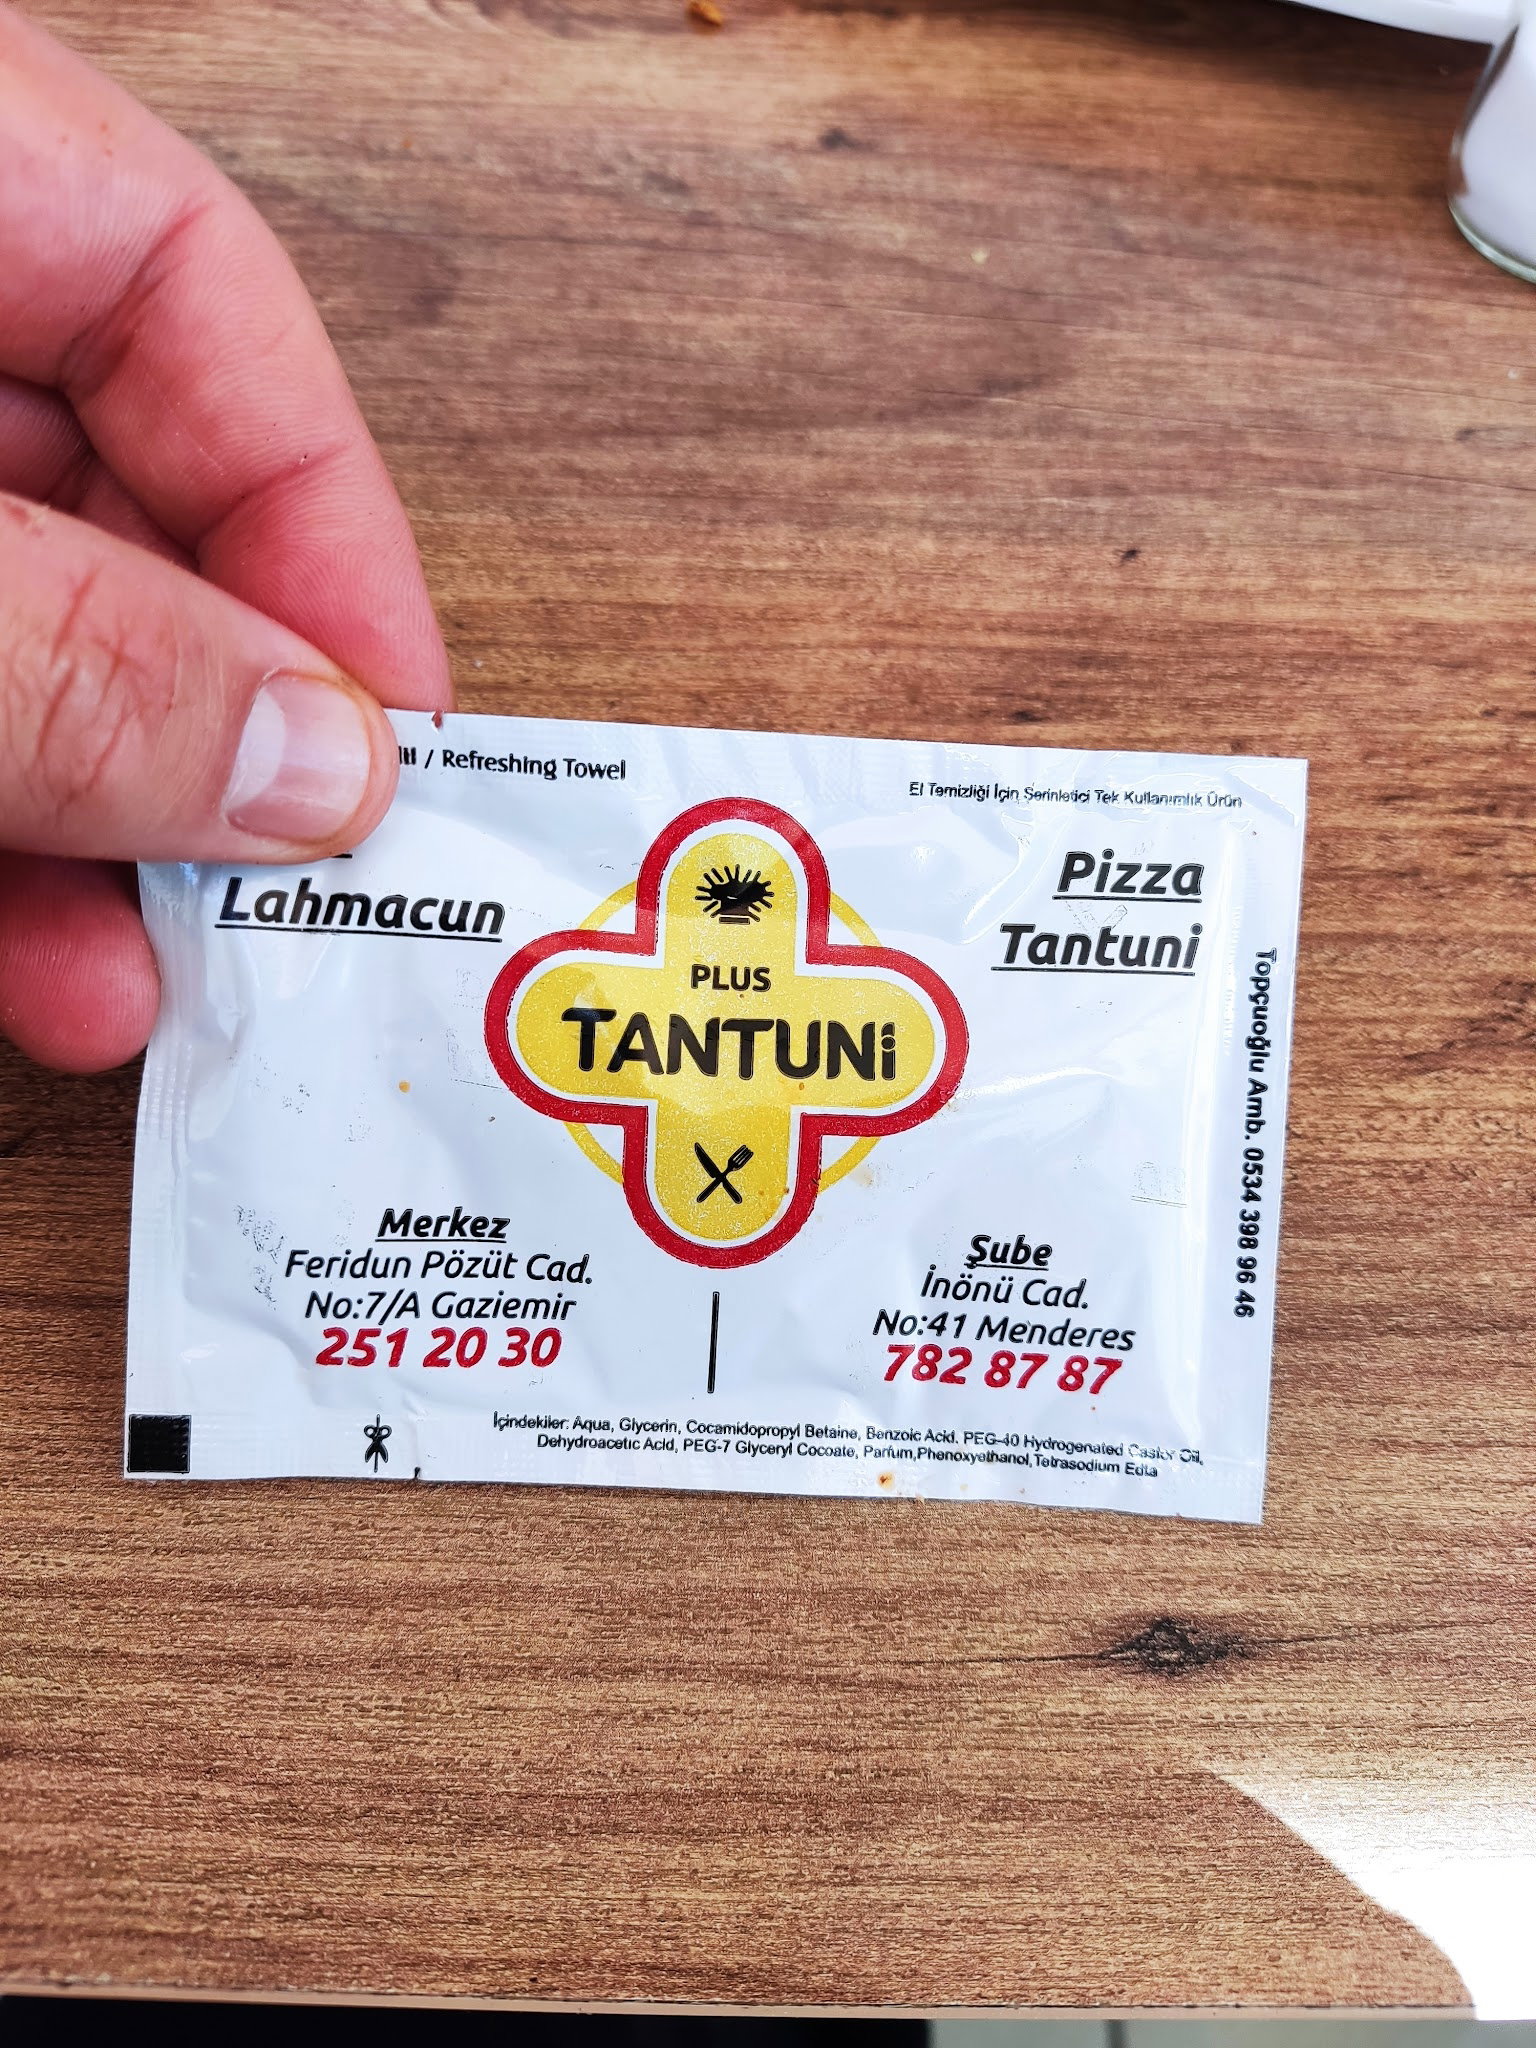 / Refreshing Towel
El Temizliği İçin Serinletici Tek Kullanımlık Ürün
Lahmacun
Pizza
Tantuni
PLUS
TANTUNi
Merkez
Feridun Pözüt Cad.
No:7/A Gaziemir
251 20 30
Şube
İnönü Cad.
No:41 Menderes
782 87 87
İçindekiler: Aqua, Glycerin, Cocamidopropyl Betaine, Benzoic Acid, PEG-40 Hydrogenated Castor Oil,
Dehydroacetic Acid, PEG-7 Glyceryl Cocoate, Parfum,Phenoxyethanol,Tetrasodium Edta
Topçuoğlu Amb. 0534 398 96 46